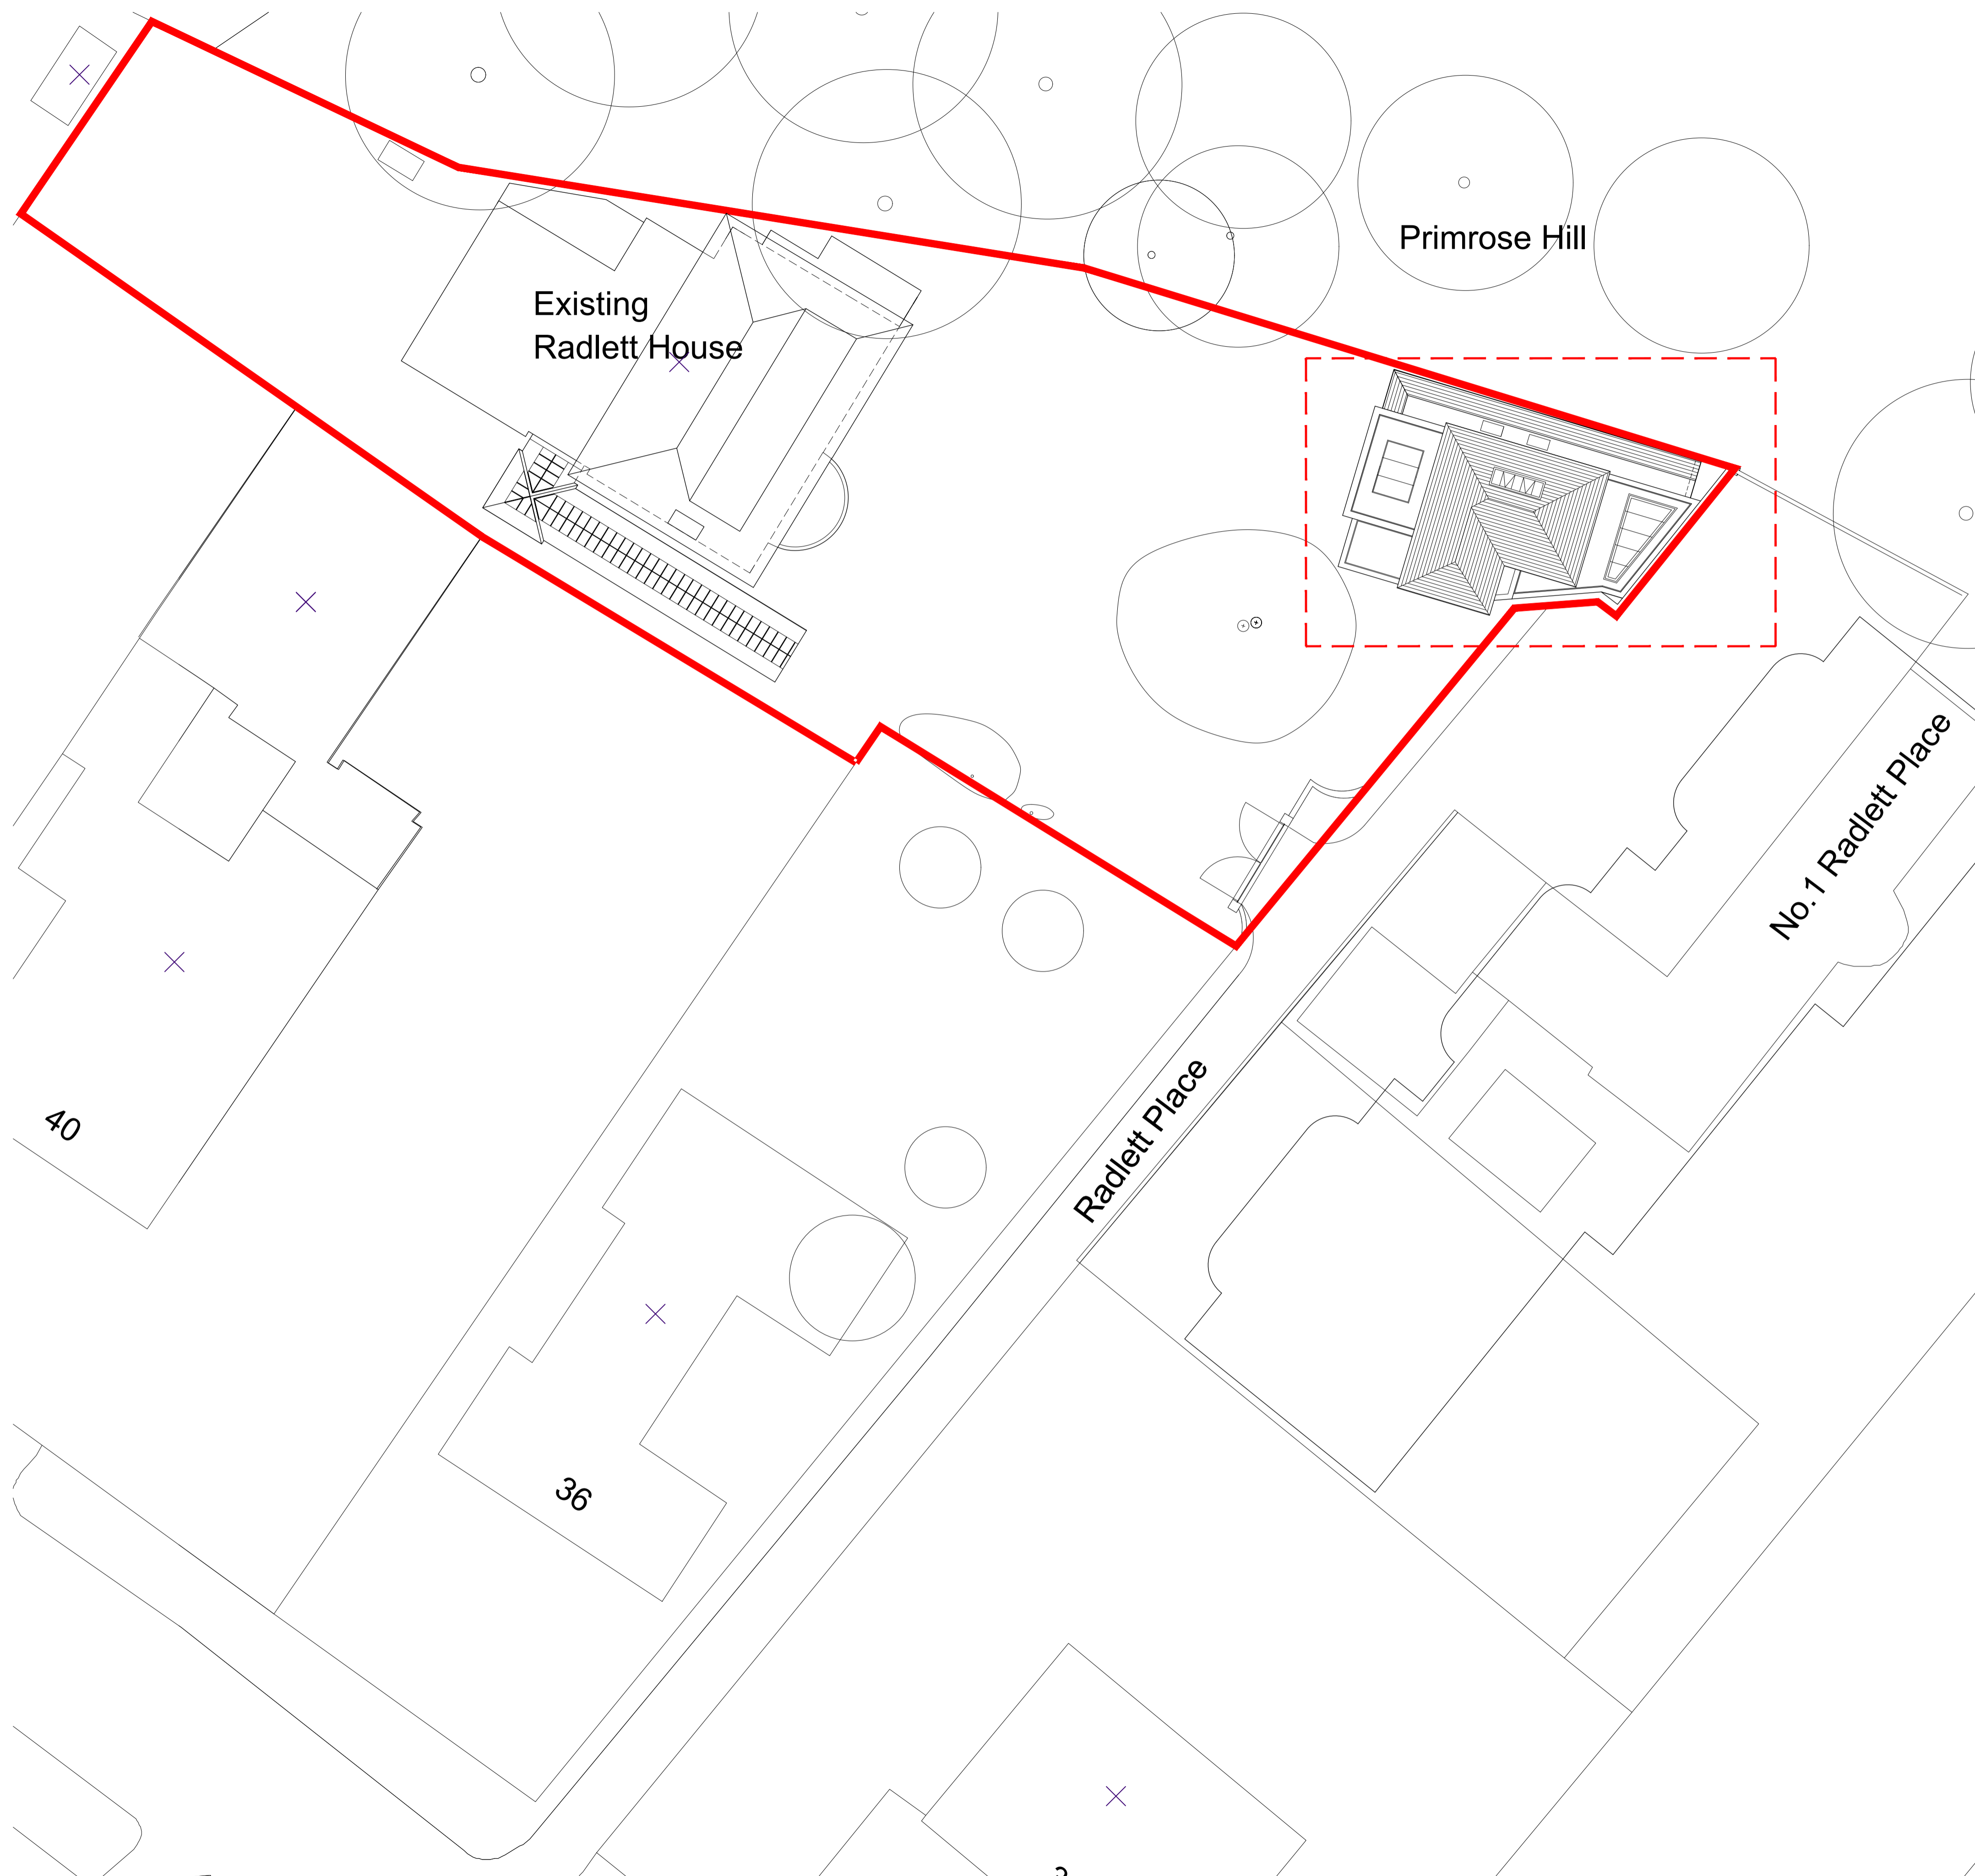 Primrose Hill
Existing
Radlett House
No.1 Radlett Place
Radlett Place
40
36